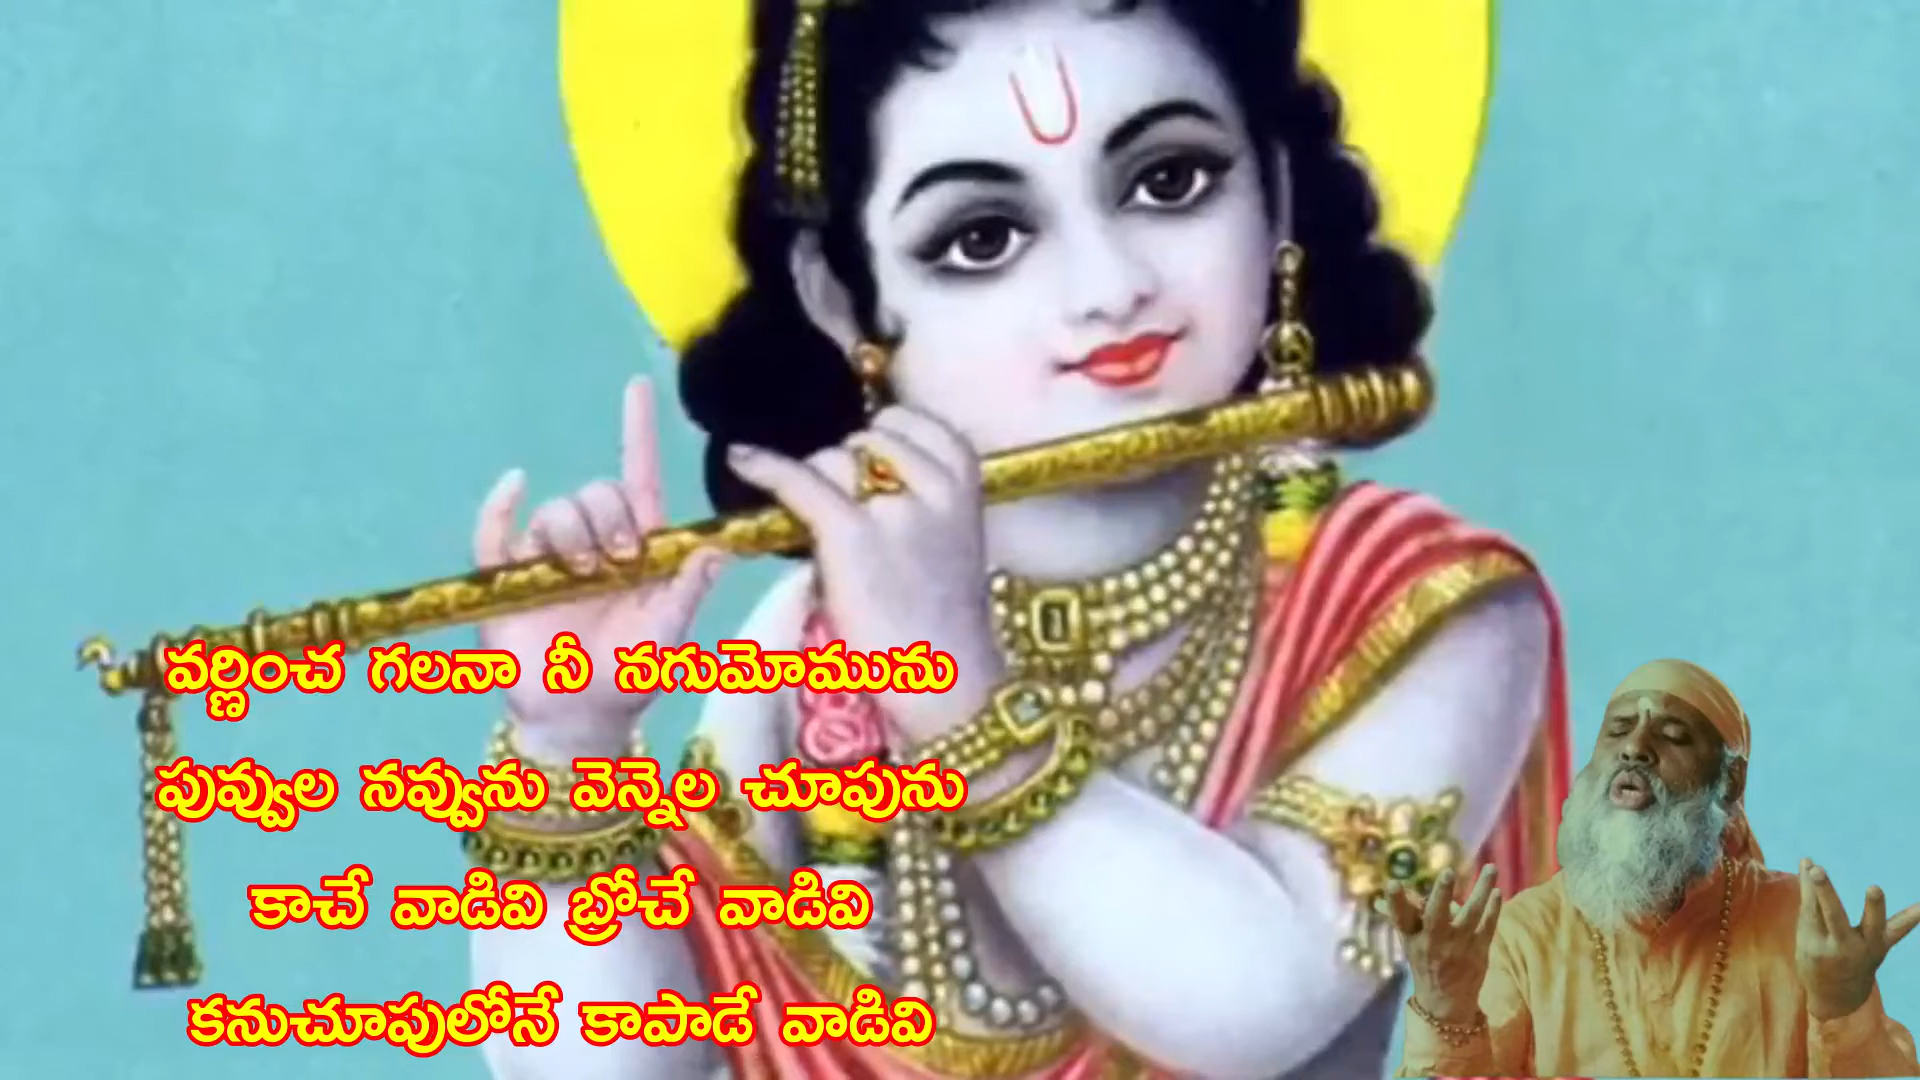 వర్ణించ గలనా నీ నగుమోమును
పువ్వుల నవ్వును వెన్నెల చూపును
కాచే వాడివి బ్రోచే వాడివి
కనుచూపులోనే కాపాడే వాడివి